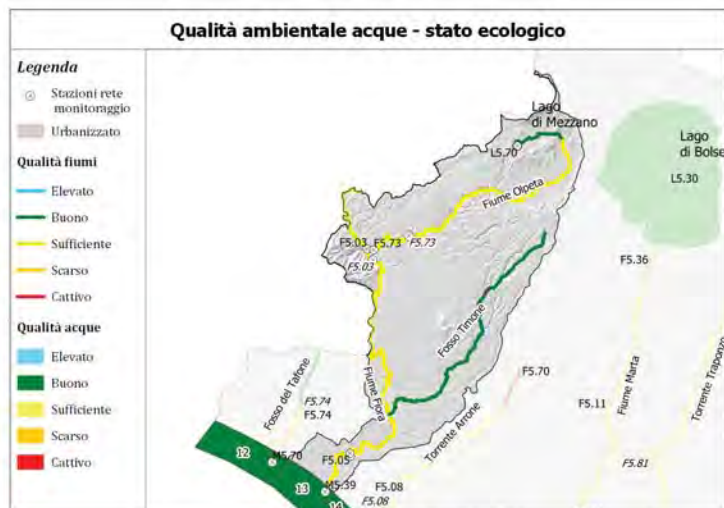 Qualità ambientale acque - stato ecologico
Legenda
Stazioni rete
monitoraggio
Urbanizzato
Qualità fiumi
Elevato
Buono
Sufficiente
Scarso
Cattivo
Qualità acque
Elevato
Buono
Sufficiente
Scarso
Cattivo
Lago
di Mezzano
L5.70
Lago
di Bolse
L5.30
Fiume Olpeta
F5.03
F5.73
F5.73
F5.03
F5.36
Fosso Timone
Fosso del Tafone
F5.74
F5.74
Fiume Fiora
F5.70
Fiume Marta
Torrente Traponzo
F5.11
Torrente Arrone
12
M5.70
F5.05
F5.81
13
M5.39
F5.08
F5.08
14